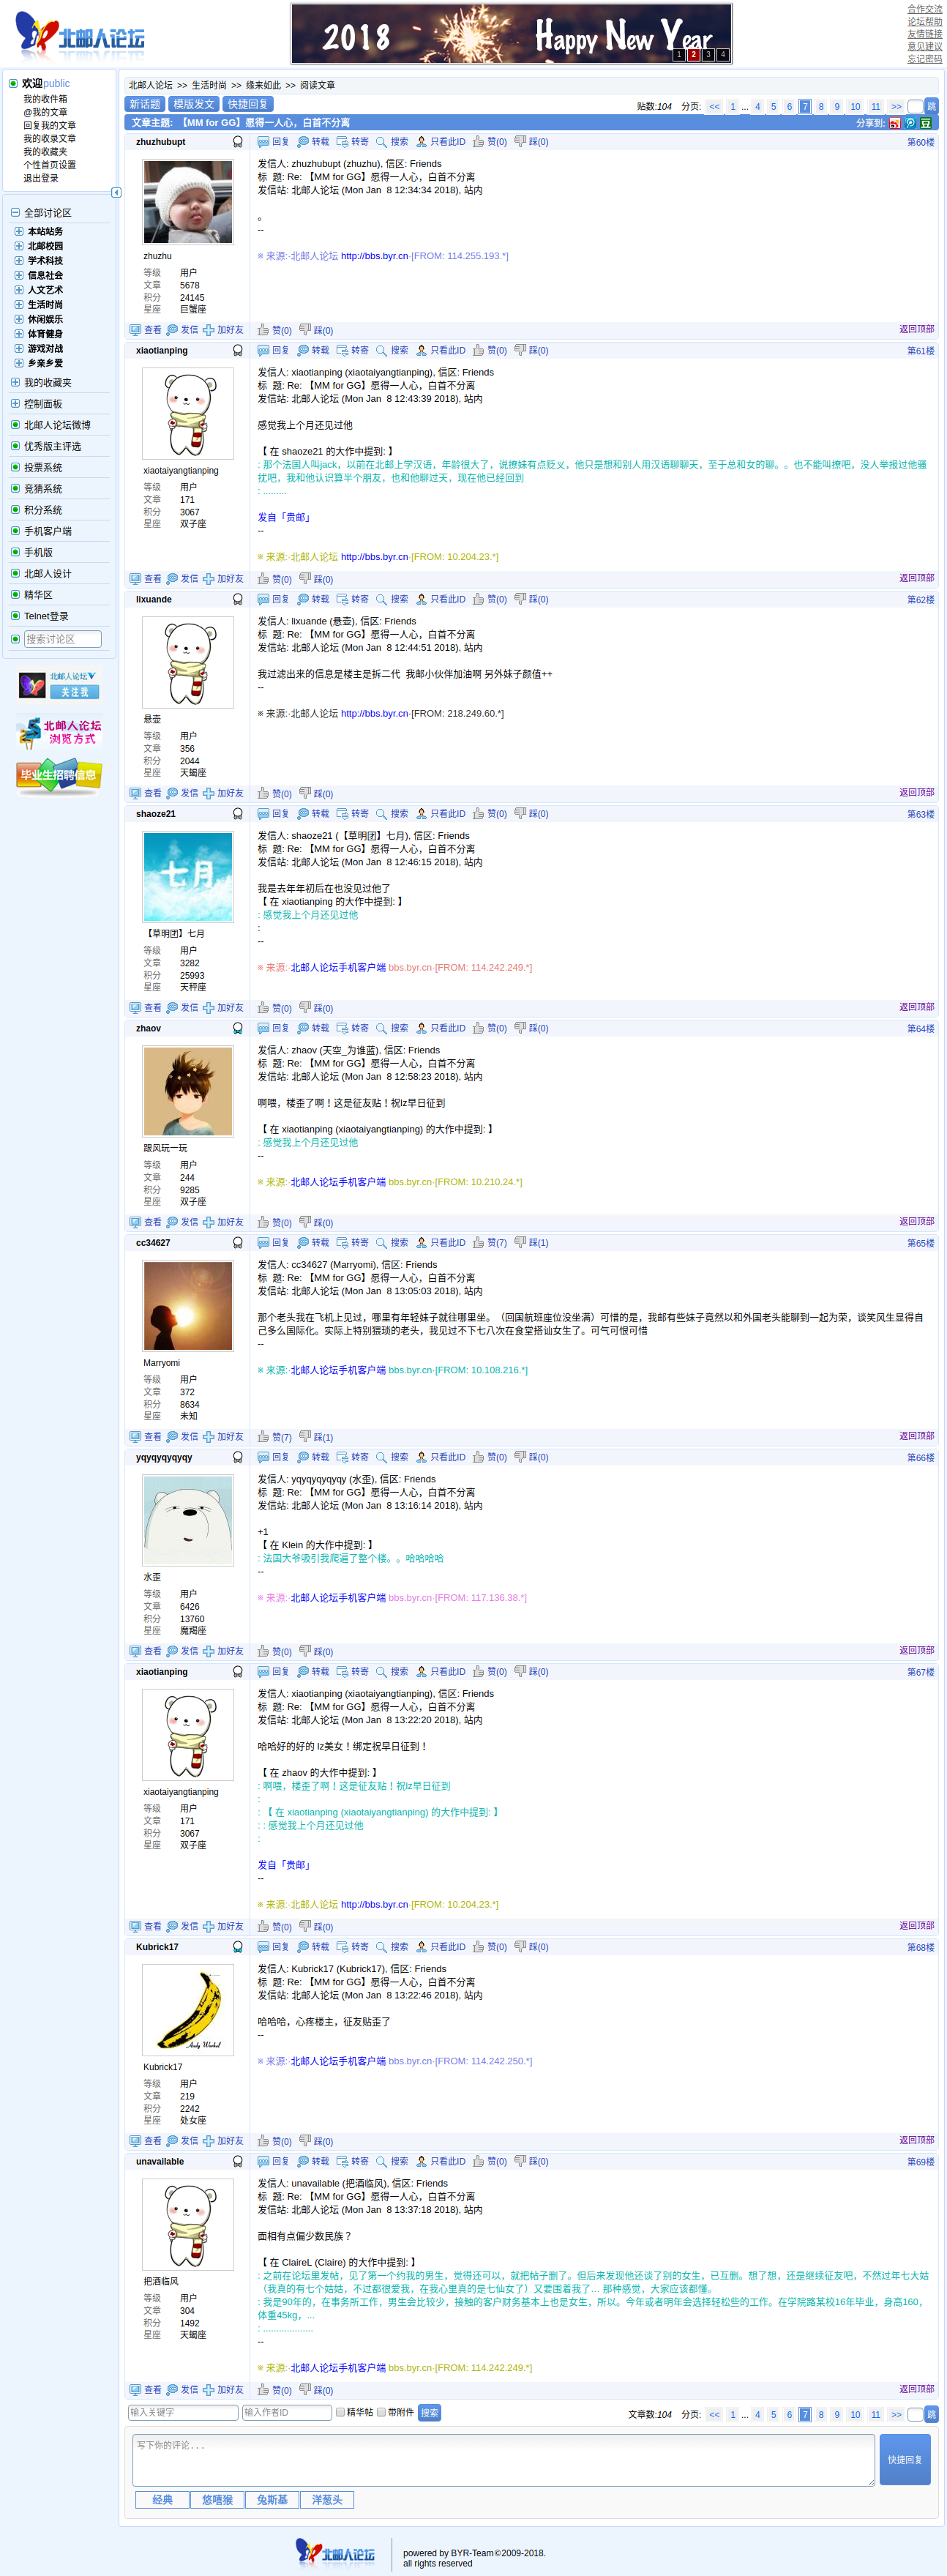 北邮人论坛
2018 Happy New Year
1 2 3 4
合作交流
论坛帮助
友情链接
意见建议
忘记密码
欢迎public
我的收件箱
@我的文章
回复我的文章
我的收录文章
我的收藏夹
个性首页设置
退出登录
全部讨论区
本站站务
北邮校园
学术科技
信息社会
人文艺术
生活时尚
休闲娱乐
体育健身
游戏对战
乡亲乡爱
我的收藏夹
控制面板
北邮人论坛微博
优秀版主评选
投票系统
竞猜系统
积分系统
手机客户端
手机版
北邮人设计
精华区
Telnet登录
搜索讨论区
北邮人论坛
关注我
北邮人论坛
浏览方式
毕业生招聘信息
北邮人论坛 >> 生活时尚 >> 缘来如此 >> 阅读文章
新话题 模版发文 快捷回复
贴数:104 分页: << 1 ... 4 5 6 7 8 9 10 11 >> 跳
文章主题: 【MM for GG】愿得一人心，白首不分离 分享到: 豆
zhuzhubupt 回复 转载 转寄 搜索 只看此ID 赞(0) 踩(0) 第60楼
发信人: zhuzhubupt (zhuzhu), 信区: Friends
标 题: Re: 【MM for GG】愿得一人心，白首不分离
发信站: 北邮人论坛 (Mon Jan 8 12:34:34 2018), 站内
。
--
※ 来源:·北邮人论坛 http://bbs.byr.cn·[FROM: 114.255.193.*]
zhuzhu
等级 用户
文章 5678
积分 24145
星座 巨蟹座
查看 发信 加好友 赞(0) 踩(0) 返回顶部
xiaotianping 回复 转载 转寄 搜索 只看此ID 赞(0) 踩(0) 第61楼
发信人: xiaotianping (xiaotaiyangtianping), 信区: Friends
标 题: Re: 【MM for GG】愿得一人心，白首不分离
发信站: 北邮人论坛 (Mon Jan 8 12:43:39 2018), 站内
感觉我上个月还见过他
【 在 shaoze21 的大作中提到: 】
: 那个法国人叫jack，以前在北邮上学汉语，年龄很大了，说撩妹有点贬义，他只是想和别人用汉语聊聊天，至于总和女的聊。。也不能叫撩吧，没人举报过他骚
扰吧，我和他认识算半个朋友，也和他聊过天，现在他已经回到
: .........
发自「贵邮」
--
※ 来源:·北邮人论坛 http://bbs.byr.cn·[FROM: 10.204.23.*]
xiaotaiyangtianping
等级 用户
文章 171
积分 3067
星座 双子座
查看 发信 加好友 赞(0) 踩(0) 返回顶部
lixuande 回复 转载 转寄 搜索 只看此ID 赞(0) 踩(0) 第62楼
发信人: lixuande (悬壶), 信区: Friends
标 题: Re: 【MM for GG】愿得一人心，白首不分离
发信站: 北邮人论坛 (Mon Jan 8 12:44:51 2018), 站内
我过滤出来的信息是楼主是拆二代 我邮小伙伴加油啊 另外妹子颜值++
--
※ 来源:·北邮人论坛 http://bbs.byr.cn·[FROM: 218.249.60.*]
悬壶
等级 用户
文章 356
积分 2044
星座 天蝎座
查看 发信 加好友 赞(0) 踩(0) 返回顶部
shaoze21 回复 转载 转寄 搜索 只看此ID 赞(0) 踩(0) 第63楼
七月
发信人: shaoze21 (【草明团】七月), 信区: Friends
标 题: Re: 【MM for GG】愿得一人心，白首不分离
发信站: 北邮人论坛 (Mon Jan 8 12:46:15 2018), 站内
我是去年年初后在也没见过他了
【 在 xiaotianping 的大作中提到: 】
: 感觉我上个月还见过他
:
--
※ 来源:·北邮人论坛手机客户端 bbs.byr.cn·[FROM: 114.242.249.*]
【草明团】七月
等级 用户
文章 3282
积分 25993
星座 天秤座
查看 发信 加好友 赞(0) 踩(0) 返回顶部
zhaov 回复 转载 转寄 搜索 只看此ID 赞(0) 踩(0) 第64楼
发信人: zhaov (天空_为谁蓝), 信区: Friends
标 题: Re: 【MM for GG】愿得一人心，白首不分离
发信站: 北邮人论坛 (Mon Jan 8 12:58:23 2018), 站内
啊喂，楼歪了啊！这是征友贴！祝lz早日征到
【 在 xiaotianping (xiaotaiyangtianping) 的大作中提到: 】
: 感觉我上个月还见过他
--
※ 来源:·北邮人论坛手机客户端 bbs.byr.cn·[FROM: 10.210.24.*]
跟风玩一玩
等级 用户
文章 244
积分 9285
星座 双子座
查看 发信 加好友 赞(0) 踩(0) 返回顶部
cc34627 回复 转载 转寄 搜索 只看此ID 赞(7) 踩(1) 第65楼
发信人: cc34627 (Marryomi), 信区: Friends
标 题: Re: 【MM for GG】愿得一人心，白首不分离
发信站: 北邮人论坛 (Mon Jan 8 13:05:03 2018), 站内
那个老头我在飞机上见过，哪里有年轻妹子就往哪里坐。（回国航班座位没坐满）可惜的是，我邮有些妹子竟然以和外国老头能聊到一起为荣，谈笑风生显得自
己多么国际化。实际上特别猥琐的老头，我见过不下七八次在食堂搭讪女生了。可气可恨可惜
--
※ 来源:·北邮人论坛手机客户端 bbs.byr.cn·[FROM: 10.108.216.*]
Marryomi
等级 用户
文章 372
积分 8634
星座 未知
查看 发信 加好友 赞(7) 踩(1) 返回顶部
yqyqyqyqyqy 回复 转载 转寄 搜索 只看此ID 赞(0) 踩(0) 第66楼
发信人: yqyqyqyqyqy (水歪), 信区: Friends
标 题: Re: 【MM for GG】愿得一人心，白首不分离
发信站: 北邮人论坛 (Mon Jan 8 13:16:14 2018), 站内
+1
【 在 Klein 的大作中提到: 】
: 法国大爷吸引我爬遍了整个楼。。哈哈哈哈
--
※ 来源:·北邮人论坛手机客户端 bbs.byr.cn·[FROM: 117.136.38.*]
水歪
等级 用户
文章 6426
积分 13760
星座 魔羯座
查看 发信 加好友 赞(0) 踩(0) 返回顶部
xiaotianping 回复 转载 转寄 搜索 只看此ID 赞(0) 踩(0) 第67楼
发信人: xiaotianping (xiaotaiyangtianping), 信区: Friends
标 题: Re: 【MM for GG】愿得一人心，白首不分离
发信站: 北邮人论坛 (Mon Jan 8 13:22:20 2018), 站内
哈哈好的好的 lz美女！绑定祝早日征到！
【 在 zhaov 的大作中提到: 】
: 啊喂，楼歪了啊！这是征友贴！祝lz早日征到
:
: 【 在 xiaotianping (xiaotaiyangtianping) 的大作中提到: 】
: : 感觉我上个月还见过他
:
发自「贵邮」
--
※ 来源:·北邮人论坛 http://bbs.byr.cn·[FROM: 10.204.23.*]
xiaotaiyangtianping
等级 用户
文章 171
积分 3067
星座 双子座
查看 发信 加好友 赞(0) 踩(0) 返回顶部
Kubrick17 回复 转载 转寄 搜索 只看此ID 赞(0) 踩(0) 第68楼
Andy Warhol
发信人: Kubrick17 (Kubrick17), 信区: Friends
标 题: Re: 【MM for GG】愿得一人心，白首不分离
发信站: 北邮人论坛 (Mon Jan 8 13:22:46 2018), 站内
哈哈哈，心疼楼主，征友贴歪了
--
※ 来源:·北邮人论坛手机客户端 bbs.byr.cn·[FROM: 114.242.250.*]
Kubrick17
等级 用户
文章 219
积分 2242
星座 处女座
查看 发信 加好友 赞(0) 踩(0) 返回顶部
unavailable 回复 转载 转寄 搜索 只看此ID 赞(0) 踩(0) 第69楼
发信人: unavailable (把酒临风), 信区: Friends
标 题: Re: 【MM for GG】愿得一人心，白首不分离
发信站: 北邮人论坛 (Mon Jan 8 13:37:18 2018), 站内
面相有点偏少数民族？
【 在 ClaireL (Claire) 的大作中提到: 】
: 之前在论坛里发帖，见了第一个约我的男生，觉得还可以，就把帖子删了。但后来发现他还谈了别的女生，已互删。想了想，还是继续征友吧，不然过年七大姑
（我真的有七个姑姑，不过都很爱我，在我心里真的是七仙女了）又要围着我了… 那种感觉，大家应该都懂。
: 我是90年的，在事务所工作，男生会比较少，接触的客户财务基本上也是女生，所以。今年或者明年会选择轻松些的工作。在学院路某校16年毕业，身高160，
体重45kg，...
: ...................
--
※ 来源:·北邮人论坛手机客户端 bbs.byr.cn·[FROM: 114.242.249.*]
把酒临风
等级 用户
文章 304
积分 1492
星座 天蝎座
查看 发信 加好友 赞(0) 踩(0) 返回顶部
输入关键字 输入作者ID 精华帖 带附件 搜索
文章数:104 分页: << 1 ... 4 5 6 7 8 9 10 11 >> 跳
写下你的评论...
快捷回复
经典 悠嘻猴 兔斯基 洋葱头
北邮人论坛
powered by BYR-Team©2009-2018.
all rights reserved